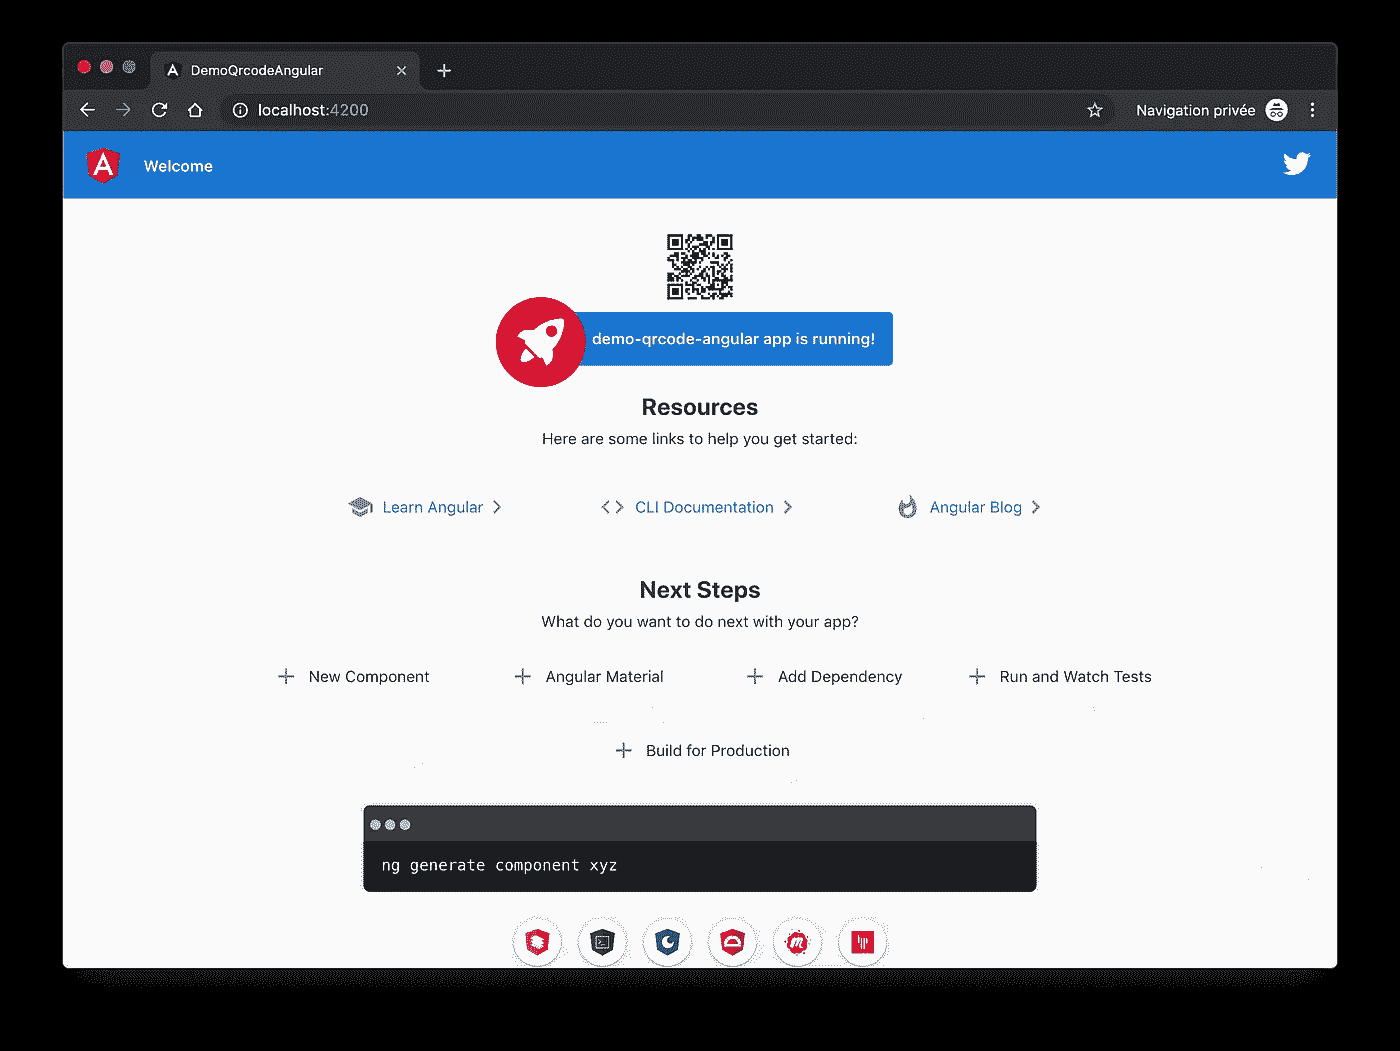 DemoQrcodeAngular
localhost:4200
Navigation privée
Welcome
demo-qrcode-angular app is running!
Resources
Here are some links to help you get started:
Learn Angular
CLI Documentation
Angular Blog
Next Steps
What do you want to do next with your app?
New Component
Angular Material
Add Dependency
Run and Watch Tests
Build for Production
ng generate component xyz